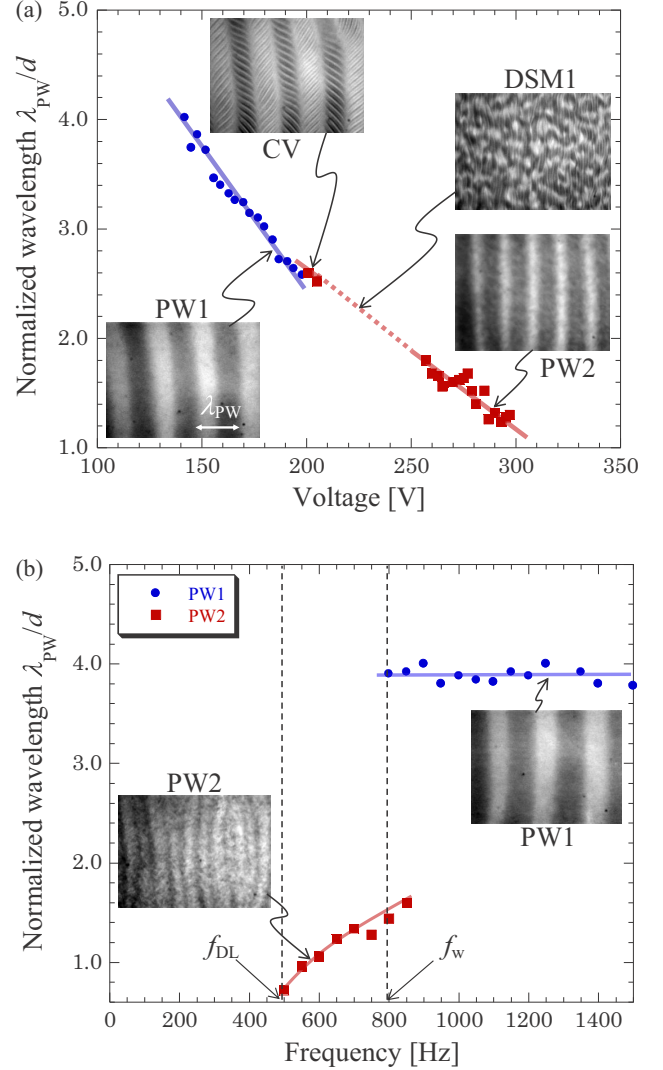 (a)
5.0
4.0
3.0
2.0
1.0
Normalized wavelength λPW/d
CV
DSM1
PW1
λPW
PW2
100 150 200 250 300 350
Voltage [V]
(b)
5.0
4.0
3.0
2.0
1.0
Normalized wavelength λPW/d
PW1
PW2
PW2
PW1
fDL
fw
0 200 400 600 800 1000 1200 1400
Frequency [Hz]